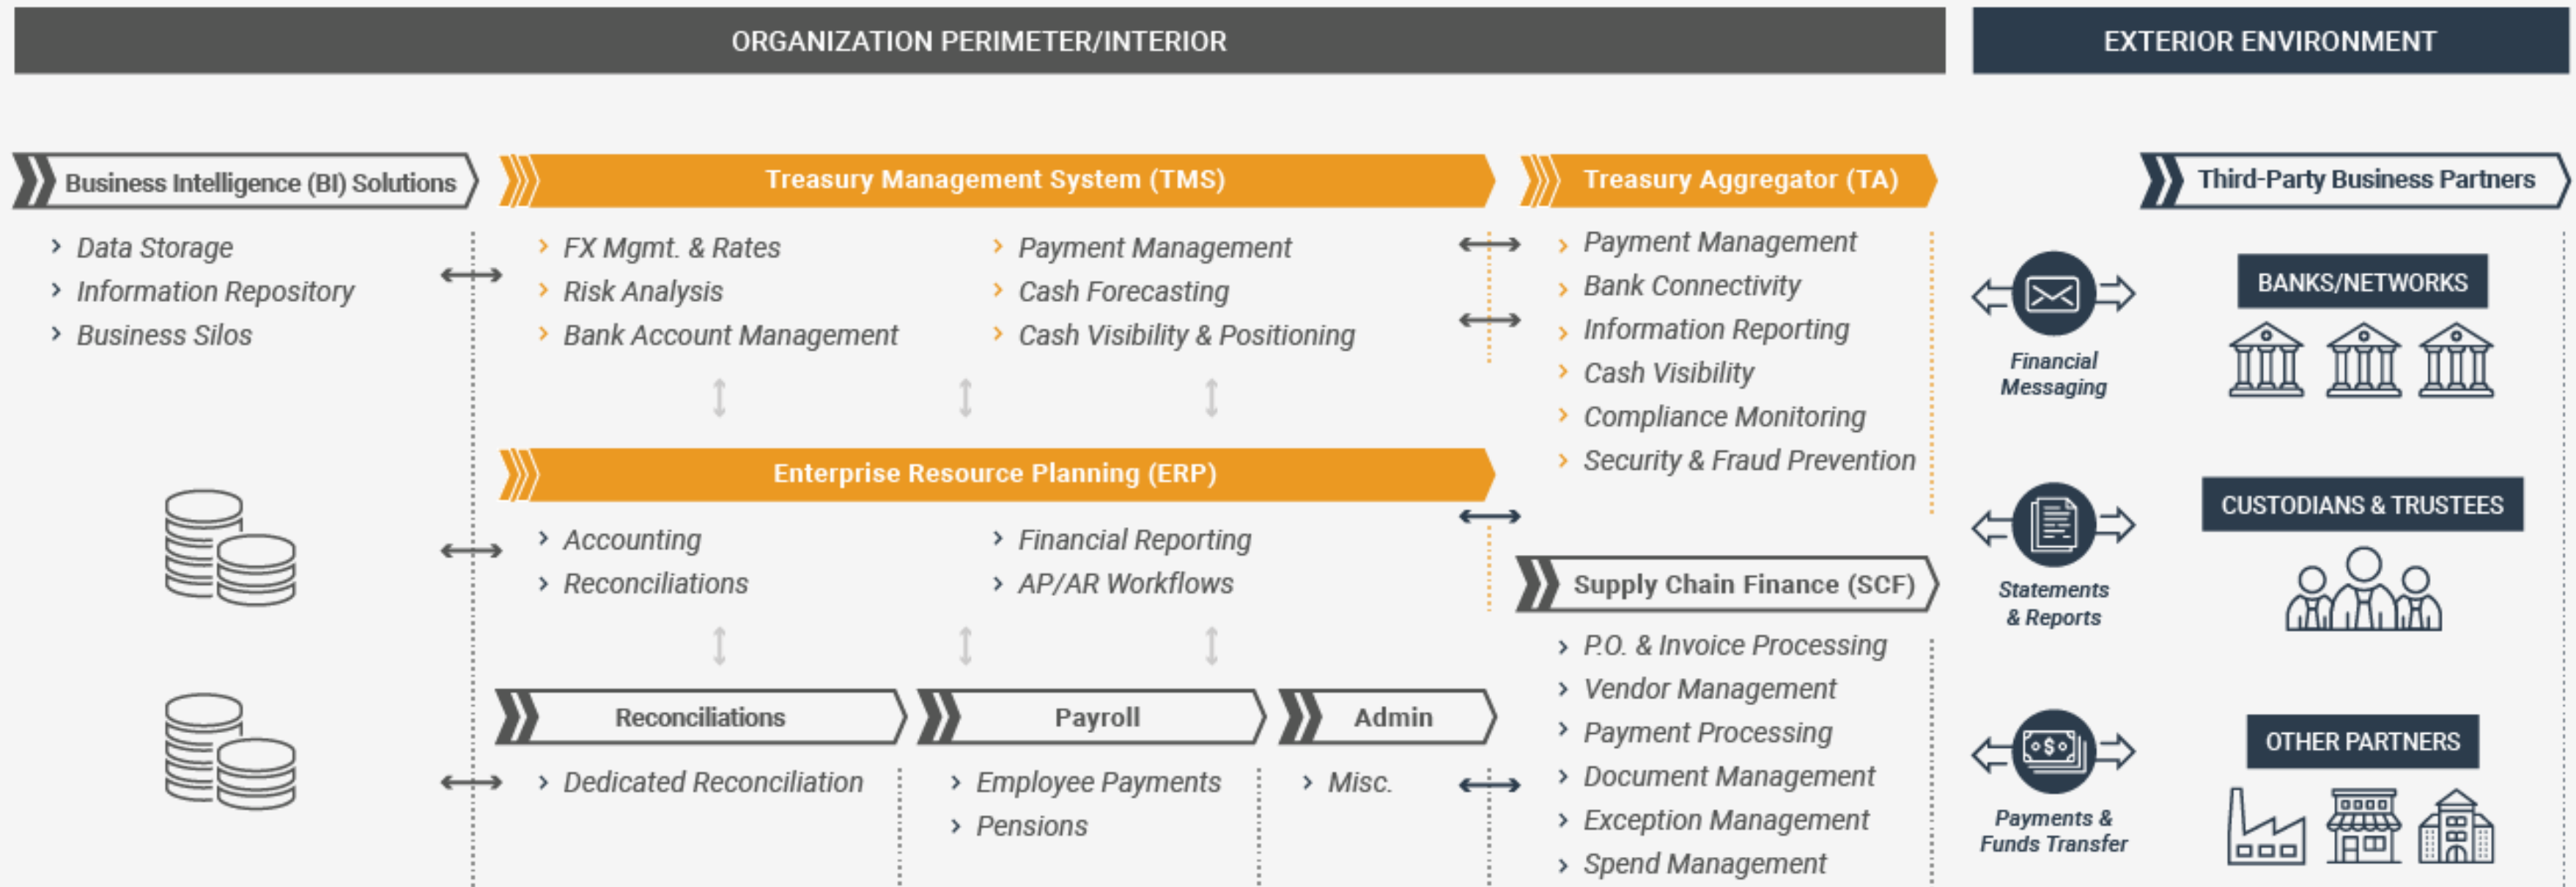 ORGANIZATION PERIMETER/INTERIOR
EXTERIOR ENVIRONMENT
Business Intelligence (BI) Solutions
Data Storage
Information Repository
Business Silos
Treasury Management System (TMS)
FX Mgmt. & Rates
Risk Analysis
Bank Account Management
Payment Management
Cash Forecasting
Cash Visibility & Positioning
Enterprise Resource Planning (ERP)
Accounting
Reconciliations
Financial Reporting
AP/AR Workflows
Reconciliations
Dedicated Reconciliation
Payroll
Employee Payments
Pensions
Admin
Misc.
Treasury Aggregator (TA)
Payment Management
Bank Connectivity
Information Reporting
Cash Visibility
Compliance Monitoring
Security & Fraud Prevention
Supply Chain Finance (SCF)
P.O. & Invoice Processing
Vendor Management
Payment Processing
Document Management
Exception Management
Spend Management
Financial
Messaging
Statements
& Reports
Payments &
Funds Transfer
Third-Party Business Partners
BANKS/NETWORKS
CUSTODIANS & TRUSTEES
OTHER PARTNERS